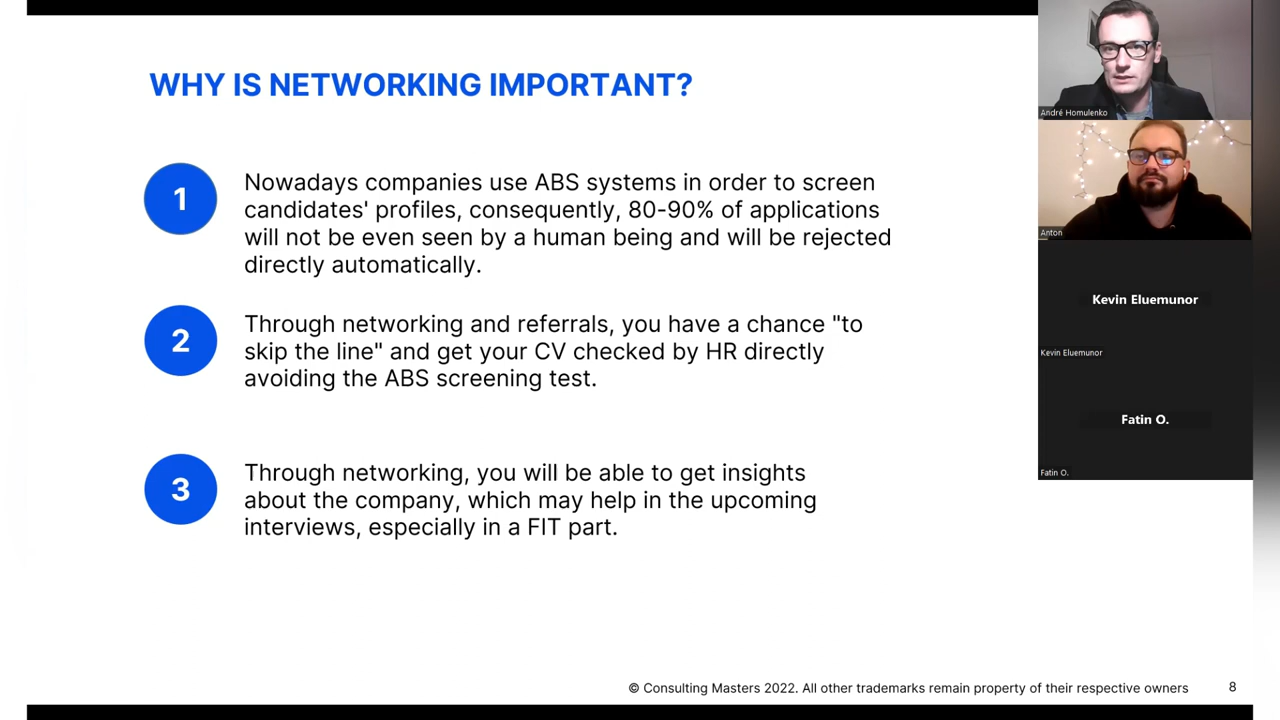 WHY IS NETWORKING IMPORTANT?
1
Nowadays companies use ABS systems in order to screen
candidates' profiles, consequently, 80-90% of applications
will not be even seen by a human being and will be rejected
directly automatically.
2
Through networking and referrals, you have a chance "to
skip the line" and get your CV checked by HR directly
avoiding the ABS screening test.
3
Through networking, you will be able to get insights
about the company, which may help in the upcoming
interviews, especially in a FIT part.
© Consulting Masters 2022. All other trademarks remain property of their respective owners
8
André Homulenko
Anton
Kevin Eluemunor
Kevin Eluemunor
Fatin O.
Fatin O.